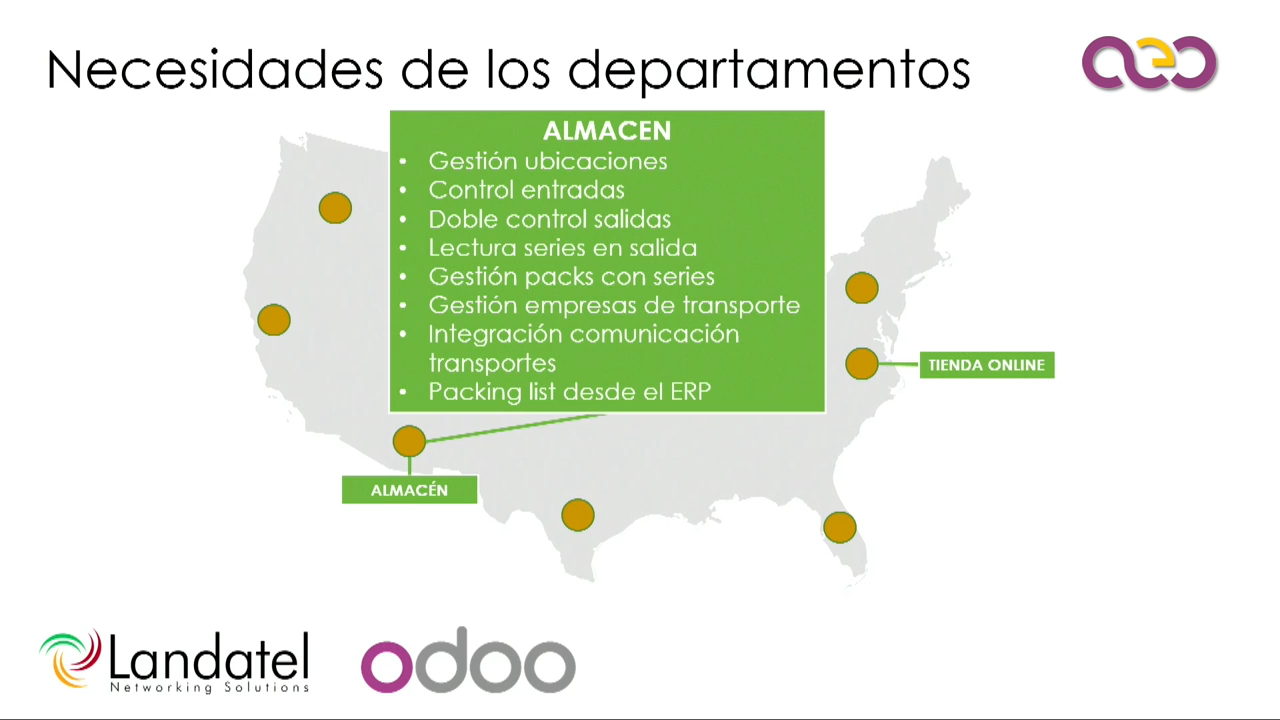 Necesidades de los departamentos
aeo
ALMACEN
• Gestión ubicaciones
• Control entradas
• Doble control salidas
• Lectura series en salida
• Gestión packs con series
• Gestión empresas de transporte
• Integración comunicación
transportes
• Packing list desde el ERP
TIENDA ONLINE
ALMACÉN
Landatel
Networking Solutions
odoo